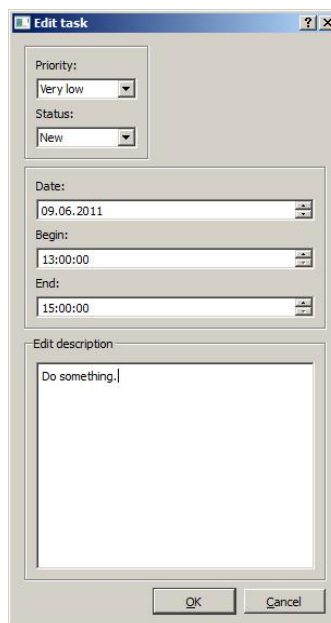 Edit task
Priority:
Very low
Status:
New
Date:
09.06.2011
Begin:
13:00:00
End:
15:00:00
Edit description
Do something.
OK
Cancel